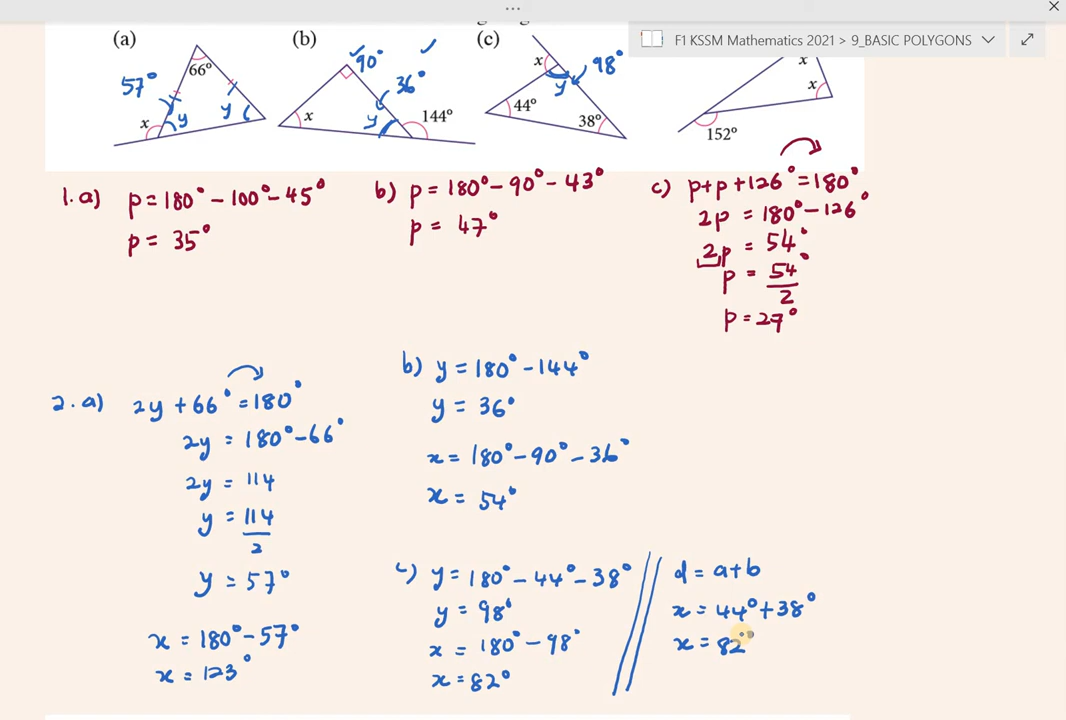 F1 KSSM Mathematics 2021 > 9_BASIC POLYGONS
(a) (b) (c)
57° 66° x y y
90° 36° x y 144°
x 98° y 44° 38°
x x 152°
1.a) p = 180° - 100° - 45°
p = 35°
b) p = 180° - 90° - 43°
p = 47°
c) p+p+126° = 180°
2p = 180° - 126°
2p = 54°
p = 54/2
p = 27°
2.a) 2y + 66° = 180°
2y = 180° - 66°
2y = 114
y = 114/2
y = 57°
x = 180° - 57°
x = 123°
b) y = 180° - 144°
y = 36°
x = 180° - 90° - 36°
x = 54°
c) y = 180° - 44° - 38°
y = 98°
x = 180° - 98°
x = 82°
d = a+b
x = 44° + 38°
x = 82°